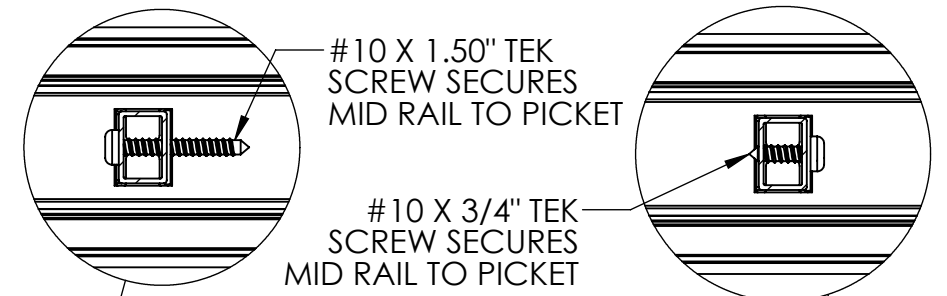 #10 X 1.50" TEK
SCREW SECURES
MID RAIL TO PICKET
#10 X 3/4" TEK
SCREW SECURES
MID RAIL TO PICKET